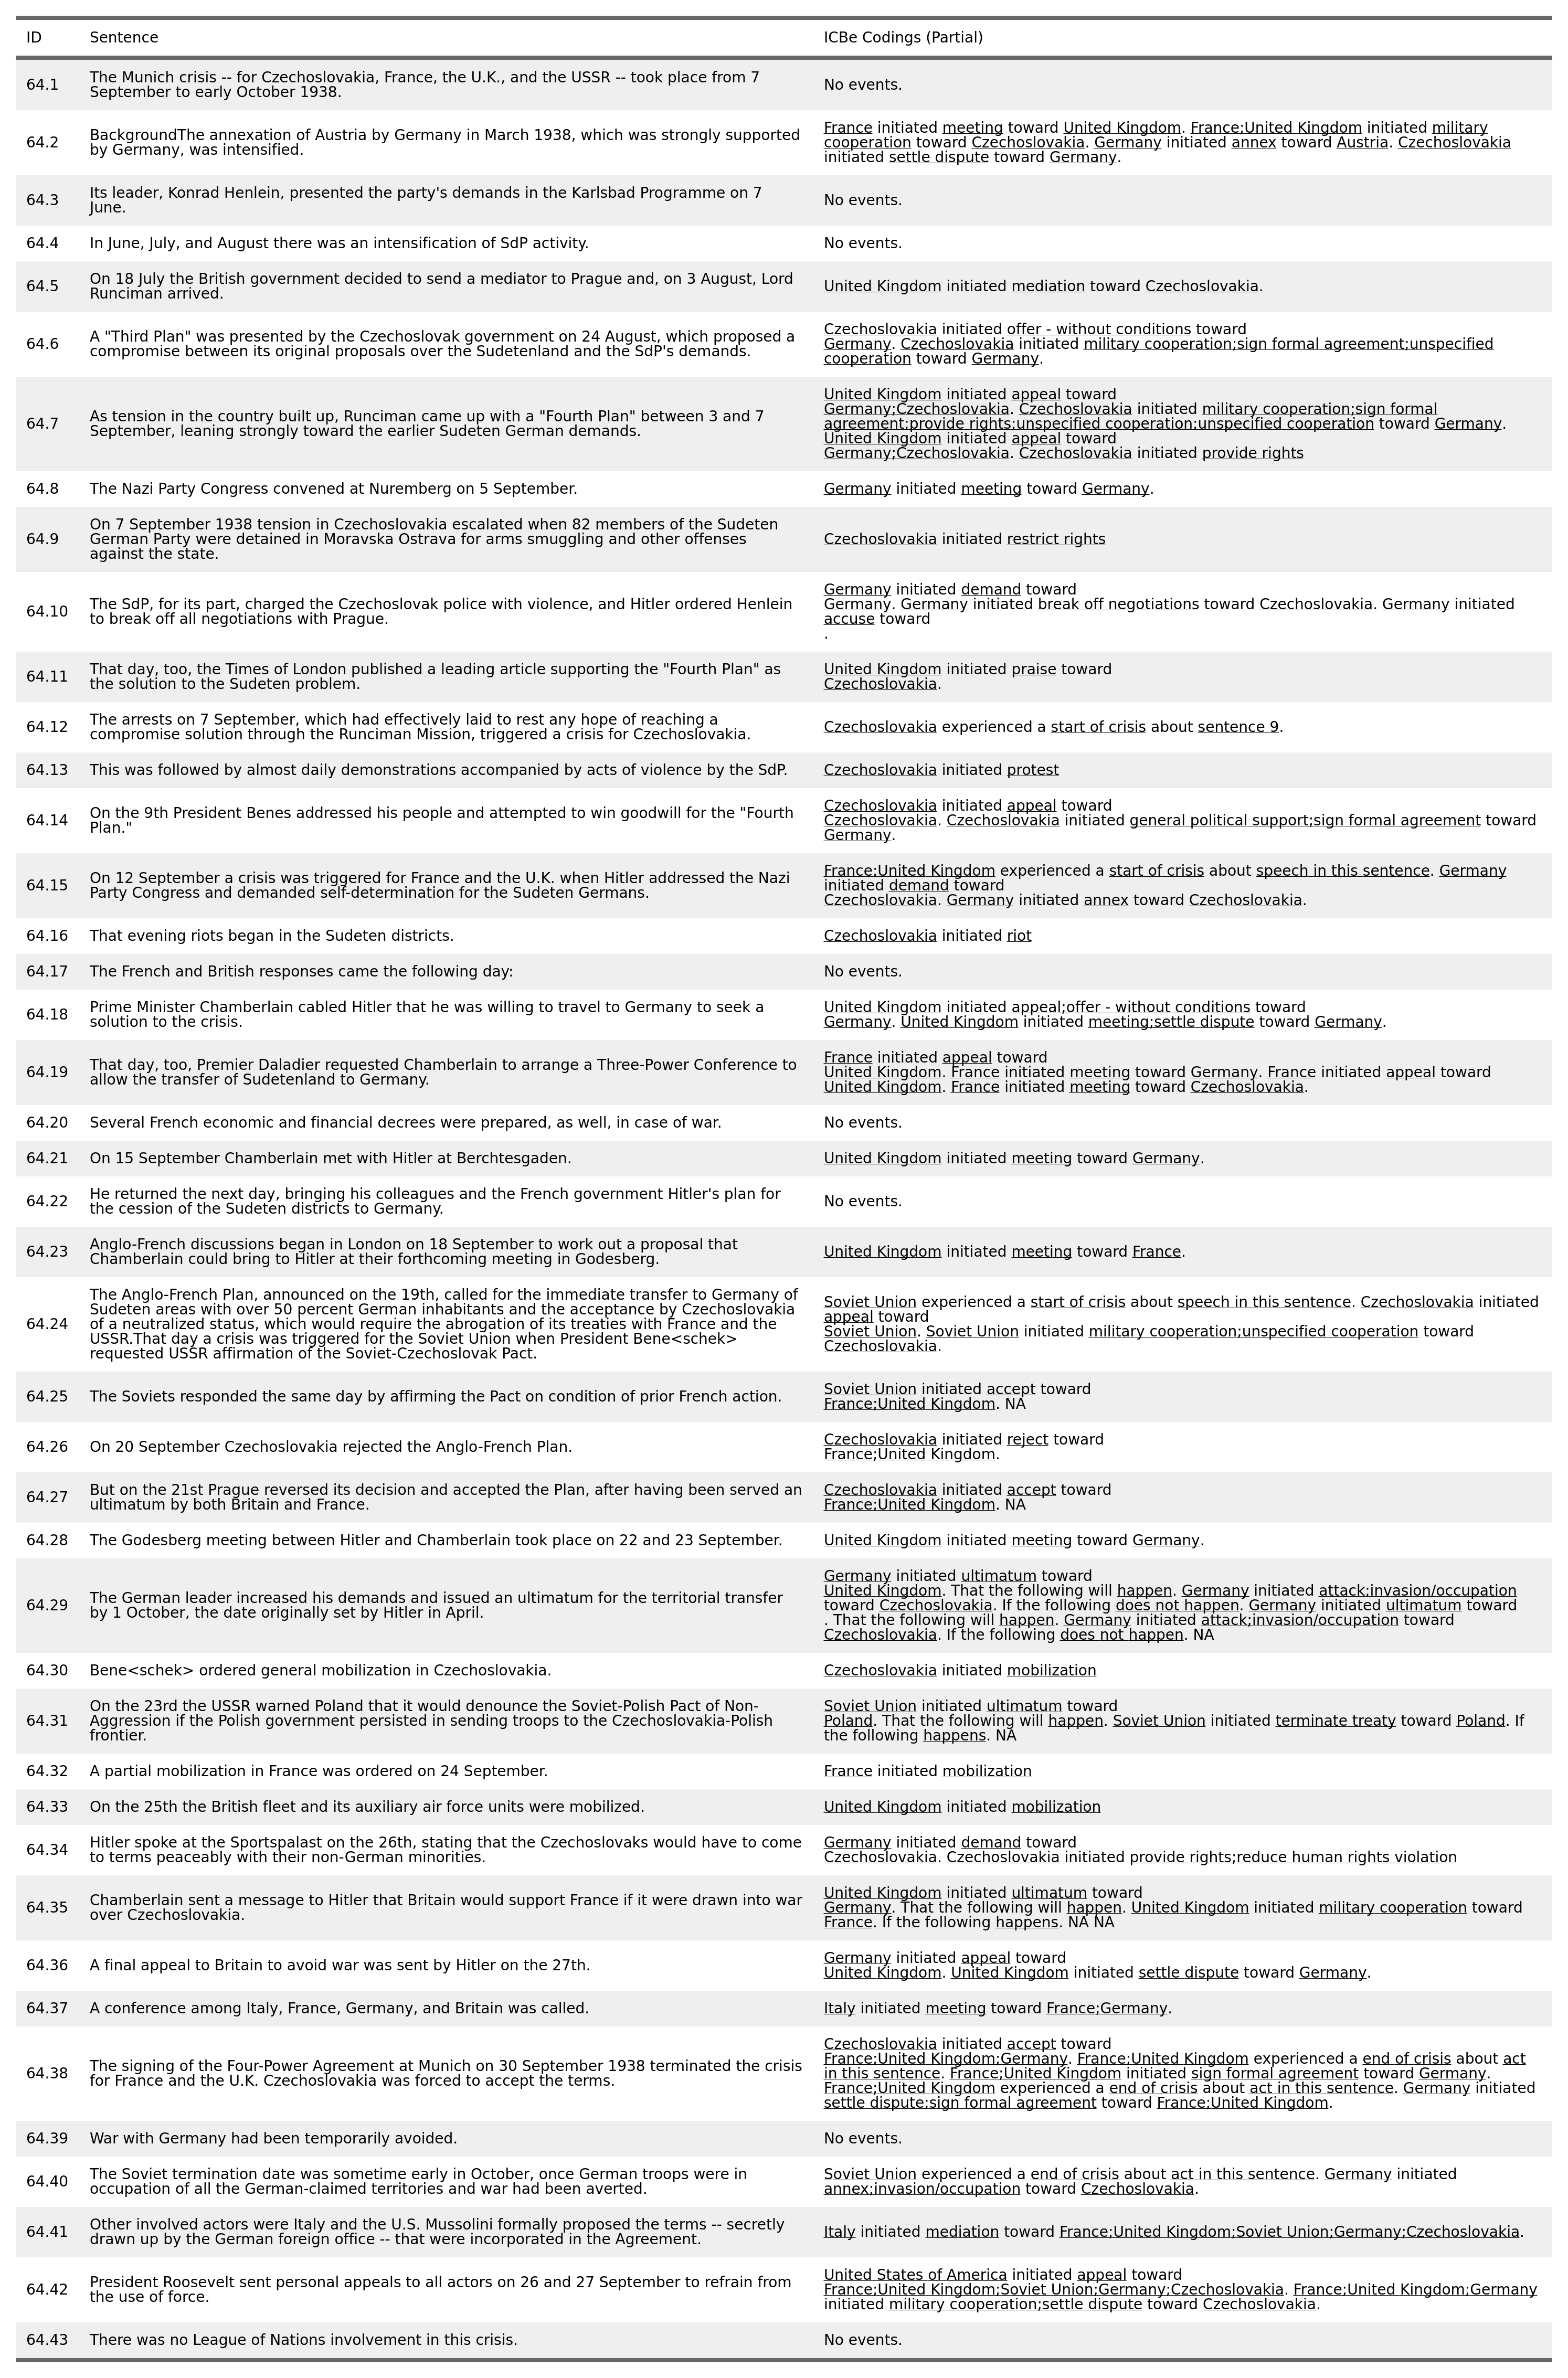 ID Sentence ICBe Codings (Partial)
64.1 The Munich crisis -- for Czechoslovakia, France, the U.K., and the USSR -- took place from 7
September to early October 1938.
No events.
64.2 BackgroundThe annexation of Austria by Germany in March 1938, which was strongly supported
by Germany, was intensified.
France initiated meeting toward United Kingdom. France;United Kingdom initiated military
cooperation toward Czechoslovakia. Germany initiated annex toward Austria. Czechoslovakia
initiated settle dispute toward Germany.
64.3 Its leader, Konrad Henlein, presented the party's demands in the Karlsbad Programme on 7
June.
No events.
64.4 In June, July, and August there was an intensification of SdP activity.
No events.
64.5 On 18 July the British government decided to send a mediator to Prague and, on 3 August, Lord
Runciman arrived.
United Kingdom initiated mediation toward Czechoslovakia.
64.6 A "Third Plan" was presented by the Czechoslovak government on 24 August, which proposed a
compromise between its original proposals over the Sudetenland and the SdP's demands.
Czechoslovakia initiated offer - without conditions toward
Germany. Czechoslovakia initiated military cooperation;sign formal agreement;unspecified
cooperation toward Germany.
64.7 As tension in the country built up, Runciman came up with a "Fourth Plan" between 3 and 7
September, leaning strongly toward the earlier Sudeten German demands.
United Kingdom initiated appeal toward
Germany;Czechoslovakia. Czechoslovakia initiated military cooperation;sign formal
agreement;provide rights;unspecified cooperation;unspecified cooperation toward Germany.
United Kingdom initiated appeal toward
Germany;Czechoslovakia. Czechoslovakia initiated provide rights
64.8 The Nazi Party Congress convened at Nuremberg on 5 September.
Germany initiated meeting toward Germany.
64.9 On 7 September 1938 tension in Czechoslovakia escalated when 82 members of the Sudeten
German Party were detained in Moravska Ostrava for arms smuggling and other offenses
against the state.
Czechoslovakia initiated restrict rights
64.10 The SdP, for its part, charged the Czechoslovak police with violence, and Hitler ordered Henlein
to break off all negotiations with Prague.
Germany initiated demand toward
Germany. Germany initiated break off negotiations toward Czechoslovakia. Germany initiated
accuse toward
.
64.11 That day, too, the Times of London published a leading article supporting the "Fourth Plan" as
the solution to the Sudeten problem.
United Kingdom initiated praise toward
Czechoslovakia.
64.12 The arrests on 7 September, which had effectively laid to rest any hope of reaching a
compromise solution through the Runciman Mission, triggered a crisis for Czechoslovakia.
Czechoslovakia experienced a start of crisis about sentence 9.
64.13 This was followed by almost daily demonstrations accompanied by acts of violence by the SdP.
Czechoslovakia initiated protest
64.14 On the 9th President Benes addressed his people and attempted to win goodwill for the "Fourth
Plan."
Czechoslovakia initiated appeal toward
Czechoslovakia. Czechoslovakia initiated general political support;sign formal agreement toward
Germany.
64.15 On 12 September a crisis was triggered for France and the U.K. when Hitler addressed the Nazi
Party Congress and demanded self-determination for the Sudeten Germans.
France;United Kingdom experienced a start of crisis about speech in this sentence. Germany
initiated demand toward
Czechoslovakia. Germany initiated annex toward Czechoslovakia.
64.16 That evening riots began in the Sudeten districts.
Czechoslovakia initiated riot
64.17 The French and British responses came the following day:
No events.
64.18 Prime Minister Chamberlain cabled Hitler that he was willing to travel to Germany to seek a
solution to the crisis.
United Kingdom initiated appeal;offer - without conditions toward
Germany. United Kingdom initiated meeting;settle dispute toward Germany.
64.19 That day, too, Premier Daladier requested Chamberlain to arrange a Three-Power Conference to
allow the transfer of Sudetenland to Germany.
France initiated appeal toward
United Kingdom. France initiated meeting toward Germany. France initiated appeal toward
United Kingdom. France initiated meeting toward Czechoslovakia.
64.20 Several French economic and financial decrees were prepared, as well, in case of war.
No events.
64.21 On 15 September Chamberlain met with Hitler at Berchtesgaden.
United Kingdom initiated meeting toward Germany.
64.22 He returned the next day, bringing his colleagues and the French government Hitler's plan for
the cession of the Sudeten districts to Germany.
No events.
64.23 Anglo-French discussions began in London on 18 September to work out a proposal that
Chamberlain could bring to Hitler at their forthcoming meeting in Godesberg.
United Kingdom initiated meeting toward France.
64.24 The Anglo-French Plan, announced on the 19th, called for the immediate transfer to Germany of
Sudeten areas with over 50 percent German inhabitants and the acceptance by Czechoslovakia
of a neutralized status, which would require the abrogation of its treaties with France and the
USSR.That day a crisis was triggered for the Soviet Union when President Bene<schek>
requested USSR affirmation of the Soviet-Czechoslovak Pact.
Soviet Union experienced a start of crisis about speech in this sentence. Czechoslovakia initiated
appeal toward
Soviet Union. Soviet Union initiated military cooperation;unspecified cooperation toward
Czechoslovakia.
64.25 The Soviets responded the same day by affirming the Pact on condition of prior French action.
Soviet Union initiated accept toward
France;United Kingdom. NA
64.26 On 20 September Czechoslovakia rejected the Anglo-French Plan.
Czechoslovakia initiated reject toward
France;United Kingdom.
64.27 But on the 21st Prague reversed its decision and accepted the Plan, after having been served an
ultimatum by both Britain and France.
Czechoslovakia initiated accept toward
France;United Kingdom. NA
64.28 The Godesberg meeting between Hitler and Chamberlain took place on 22 and 23 September.
United Kingdom initiated meeting toward Germany.
64.29 The German leader increased his demands and issued an ultimatum for the territorial transfer
by 1 October, the date originally set by Hitler in April.
Germany initiated ultimatum toward
United Kingdom. That the following will happen. Germany initiated attack;invasion/occupation
toward Czechoslovakia. If the following does not happen. Germany initiated ultimatum toward
. That the following will happen. Germany initiated attack;invasion/occupation toward
Czechoslovakia. If the following does not happen. NA
64.30 Bene<schek> ordered general mobilization in Czechoslovakia.
Czechoslovakia initiated mobilization
64.31 On the 23rd the USSR warned Poland that it would denounce the Soviet-Polish Pact of Non-
Aggression if the Polish government persisted in sending troops to the Czechoslovakia-Polish
frontier.
Soviet Union initiated ultimatum toward
Poland. That the following will happen. Soviet Union initiated terminate treaty toward Poland. If
the following happens. NA
64.32 A partial mobilization in France was ordered on 24 September.
France initiated mobilization
64.33 On the 25th the British fleet and its auxiliary air force units were mobilized.
United Kingdom initiated mobilization
64.34 Hitler spoke at the Sportspalast on the 26th, stating that the Czechoslovaks would have to come
to terms peaceably with their non-German minorities.
Germany initiated demand toward
Czechoslovakia. Czechoslovakia initiated provide rights;reduce human rights violation
64.35 Chamberlain sent a message to Hitler that Britain would support France if it were drawn into war
over Czechoslovakia.
United Kingdom initiated ultimatum toward
Germany. That the following will happen. United Kingdom initiated military cooperation toward
France. If the following happens. NA NA
64.36 A final appeal to Britain to avoid war was sent by Hitler on the 27th.
Germany initiated appeal toward
United Kingdom. United Kingdom initiated settle dispute toward Germany.
64.37 A conference among Italy, France, Germany, and Britain was called.
Italy initiated meeting toward France;Germany.
64.38 The signing of the Four-Power Agreement at Munich on 30 September 1938 terminated the crisis
for France and the U.K. Czechoslovakia was forced to accept the terms.
Czechoslovakia initiated accept toward
France;United Kingdom;Germany. France;United Kingdom experienced a end of crisis about act
in this sentence. France;United Kingdom initiated sign formal agreement toward Germany.
France;United Kingdom experienced a end of crisis about act in this sentence. Germany initiated
settle dispute;sign formal agreement toward France;United Kingdom.
64.39 War with Germany had been temporarily avoided.
No events.
64.40 The Soviet termination date was sometime early in October, once German troops were in
occupation of all the German-claimed territories and war had been averted.
Soviet Union experienced a end of crisis about act in this sentence. Germany initiated
annex;invasion/occupation toward Czechoslovakia.
64.41 Other involved actors were Italy and the U.S. Mussolini formally proposed the terms -- secretly
drawn up by the German foreign office -- that were incorporated in the Agreement.
Italy initiated mediation toward France;United Kingdom;Soviet Union;Germany;Czechoslovakia.
64.42 President Roosevelt sent personal appeals to all actors on 26 and 27 September to refrain from
the use of force.
United States of America initiated appeal toward
France;United Kingdom;Soviet Union;Germany;Czechoslovakia. France;United Kingdom;Germany
initiated military cooperation;settle dispute toward Czechoslovakia.
64.43 There was no League of Nations involvement in this crisis.
No events.